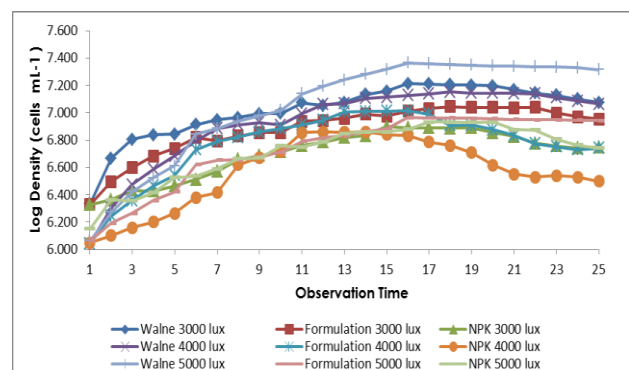 Log Density (cells mL-1)
7.600
7.400
7.200
7.000
6.800
6.600
6.400
6.200
6.000
1 3 5 7 9 11 13 15 17 19 21 23 25
Observation Time
Walne 3000 lux Formulation 3000 lux NPK 3000 lux
Walne 4000 lux Formulation 4000 lux NPK 4000 lux
Walne 5000 lux Formulation 5000 lux NPK 5000 lux